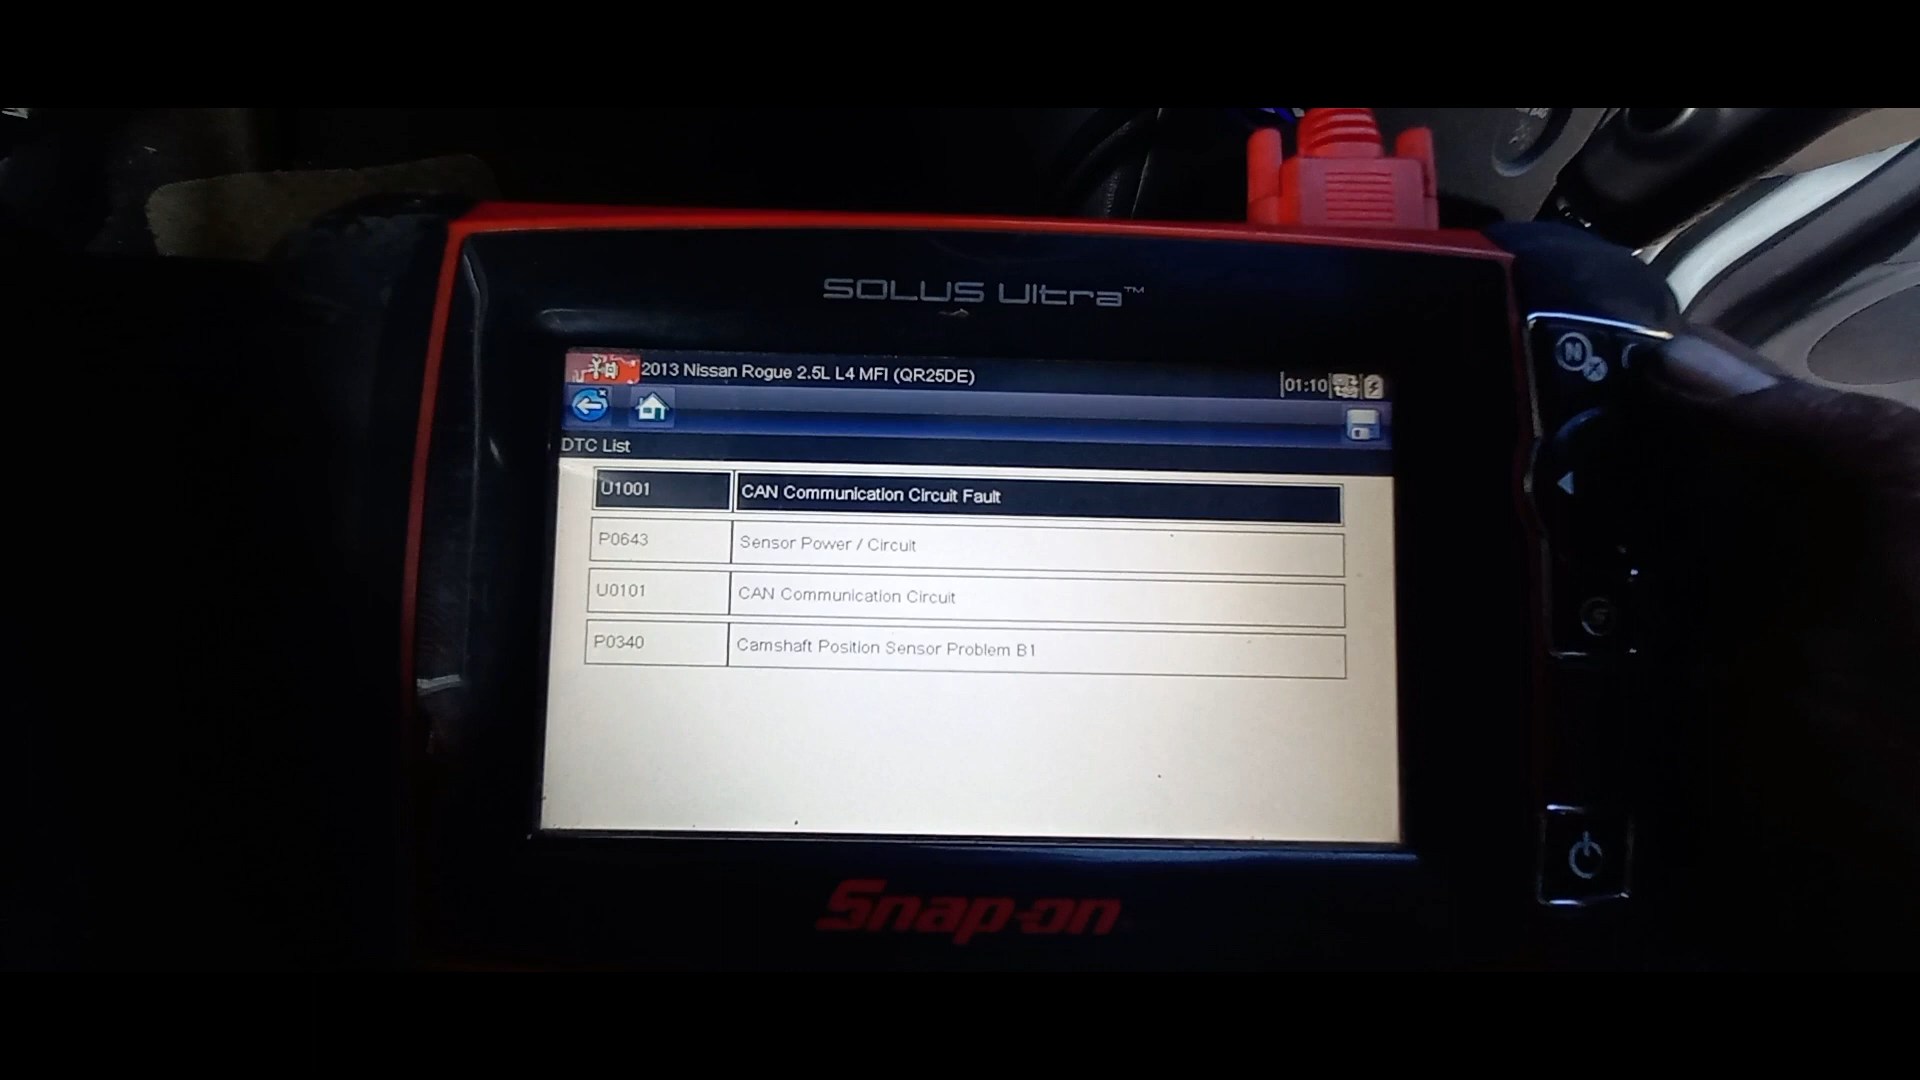 SOLUS Ultra™
2013 Nissan Rogue 2.5L L4 MFI (QR25DE)
01:10
DTC List
U1001 CAN Communication Circuit Fault
P0643 Sensor Power / Circuit
U0101 CAN Communication Circuit
P0340 Camshaft Position Sensor Problem B1
Snap-on